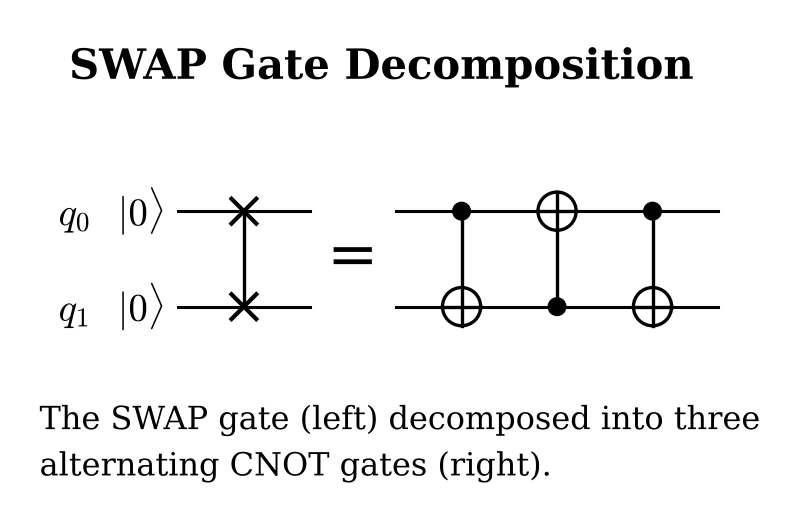 SWAP Gate Decomposition
q₀ |0⟩
=
q₁ |0⟩
The SWAP gate (left) decomposed into three
alternating CNOT gates (right).